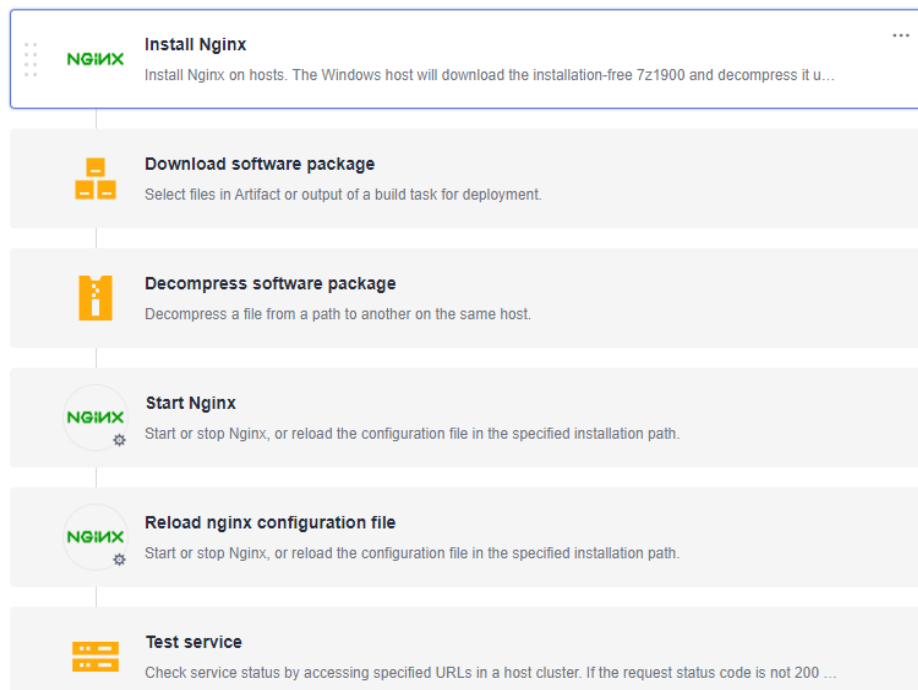 Install Nginx
NGINX
Install Nginx on hosts. The Windows host will download the installation-free 7z1900 and decompress it u...
Download software package
Select files in Artifact or output of a build task for deployment.
Decompress software package
Decompress a file from a path to another on the same host.
Start Nginx
NGINX
Start or stop Nginx, or reload the configuration file in the specified installation path.
Reload nginx configuration file
NGINX
Start or stop Nginx, or reload the configuration file in the specified installation path.
Test service
Check service status by accessing specified URLs in a host cluster. If the request status code is not 200 ...